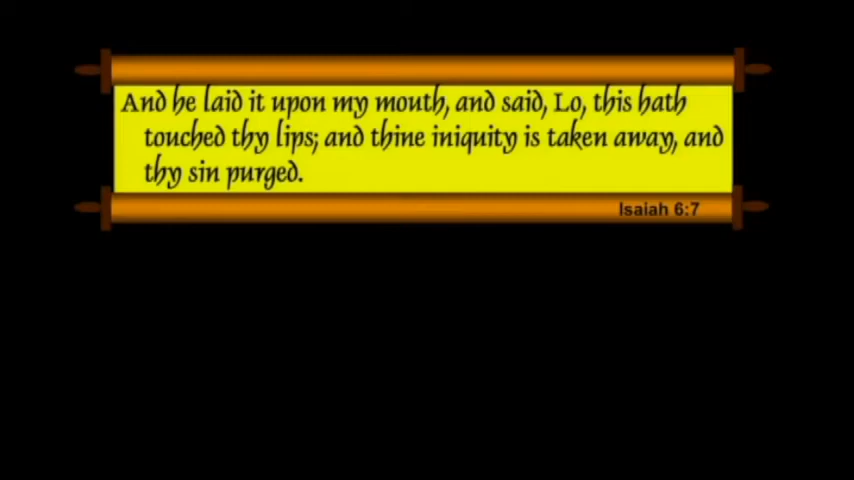 And he laid it upon my mouth, and said, Lo, this hath
touched thy lips; and thine iniquity is taken away, and
thy sin purged.
Isaiah 6:7